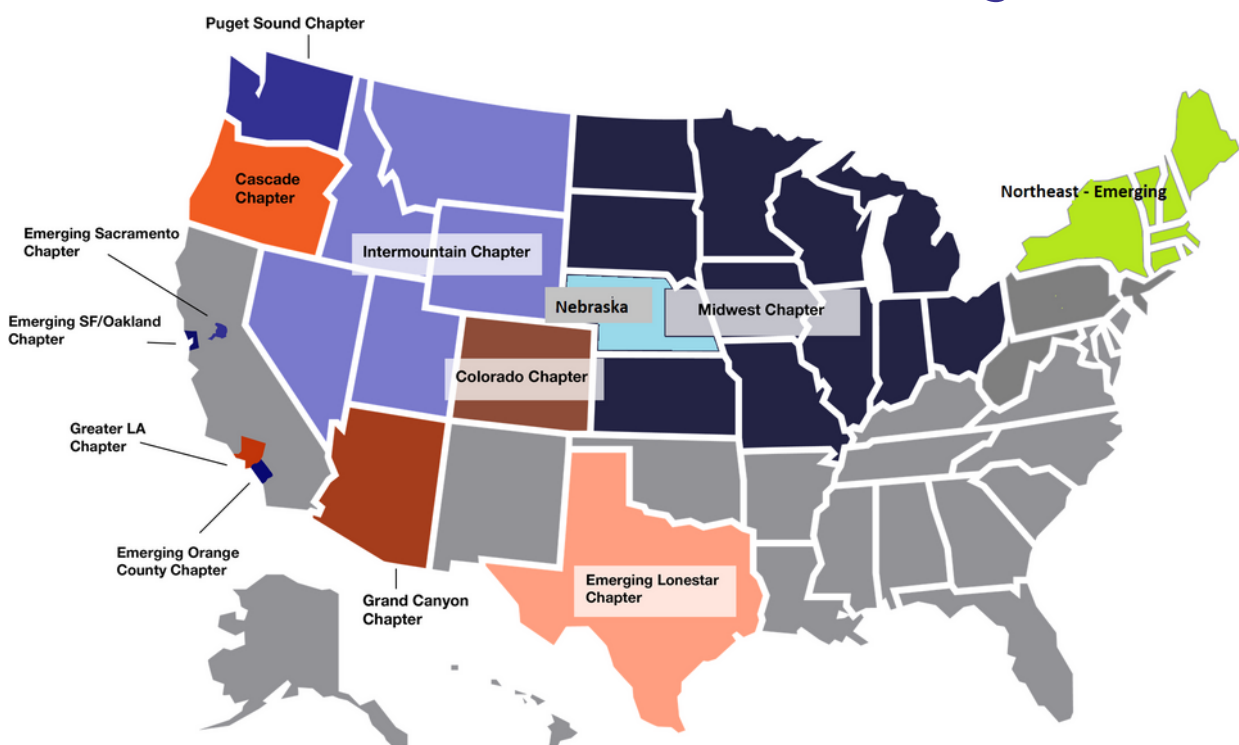 Puget Sound Chapter
Cascade
Chapter
Northeast - Emerging
Emerging Sacramento
Chapter
Intermountain Chapter
Nebraska
Midwest Chapter
Emerging SF/Oakland
Chapter
Colorado Chapter
Greater LA
Chapter
Emerging Orange
County Chapter
Grand Canyon
Chapter
Emerging Lonestar
Chapter